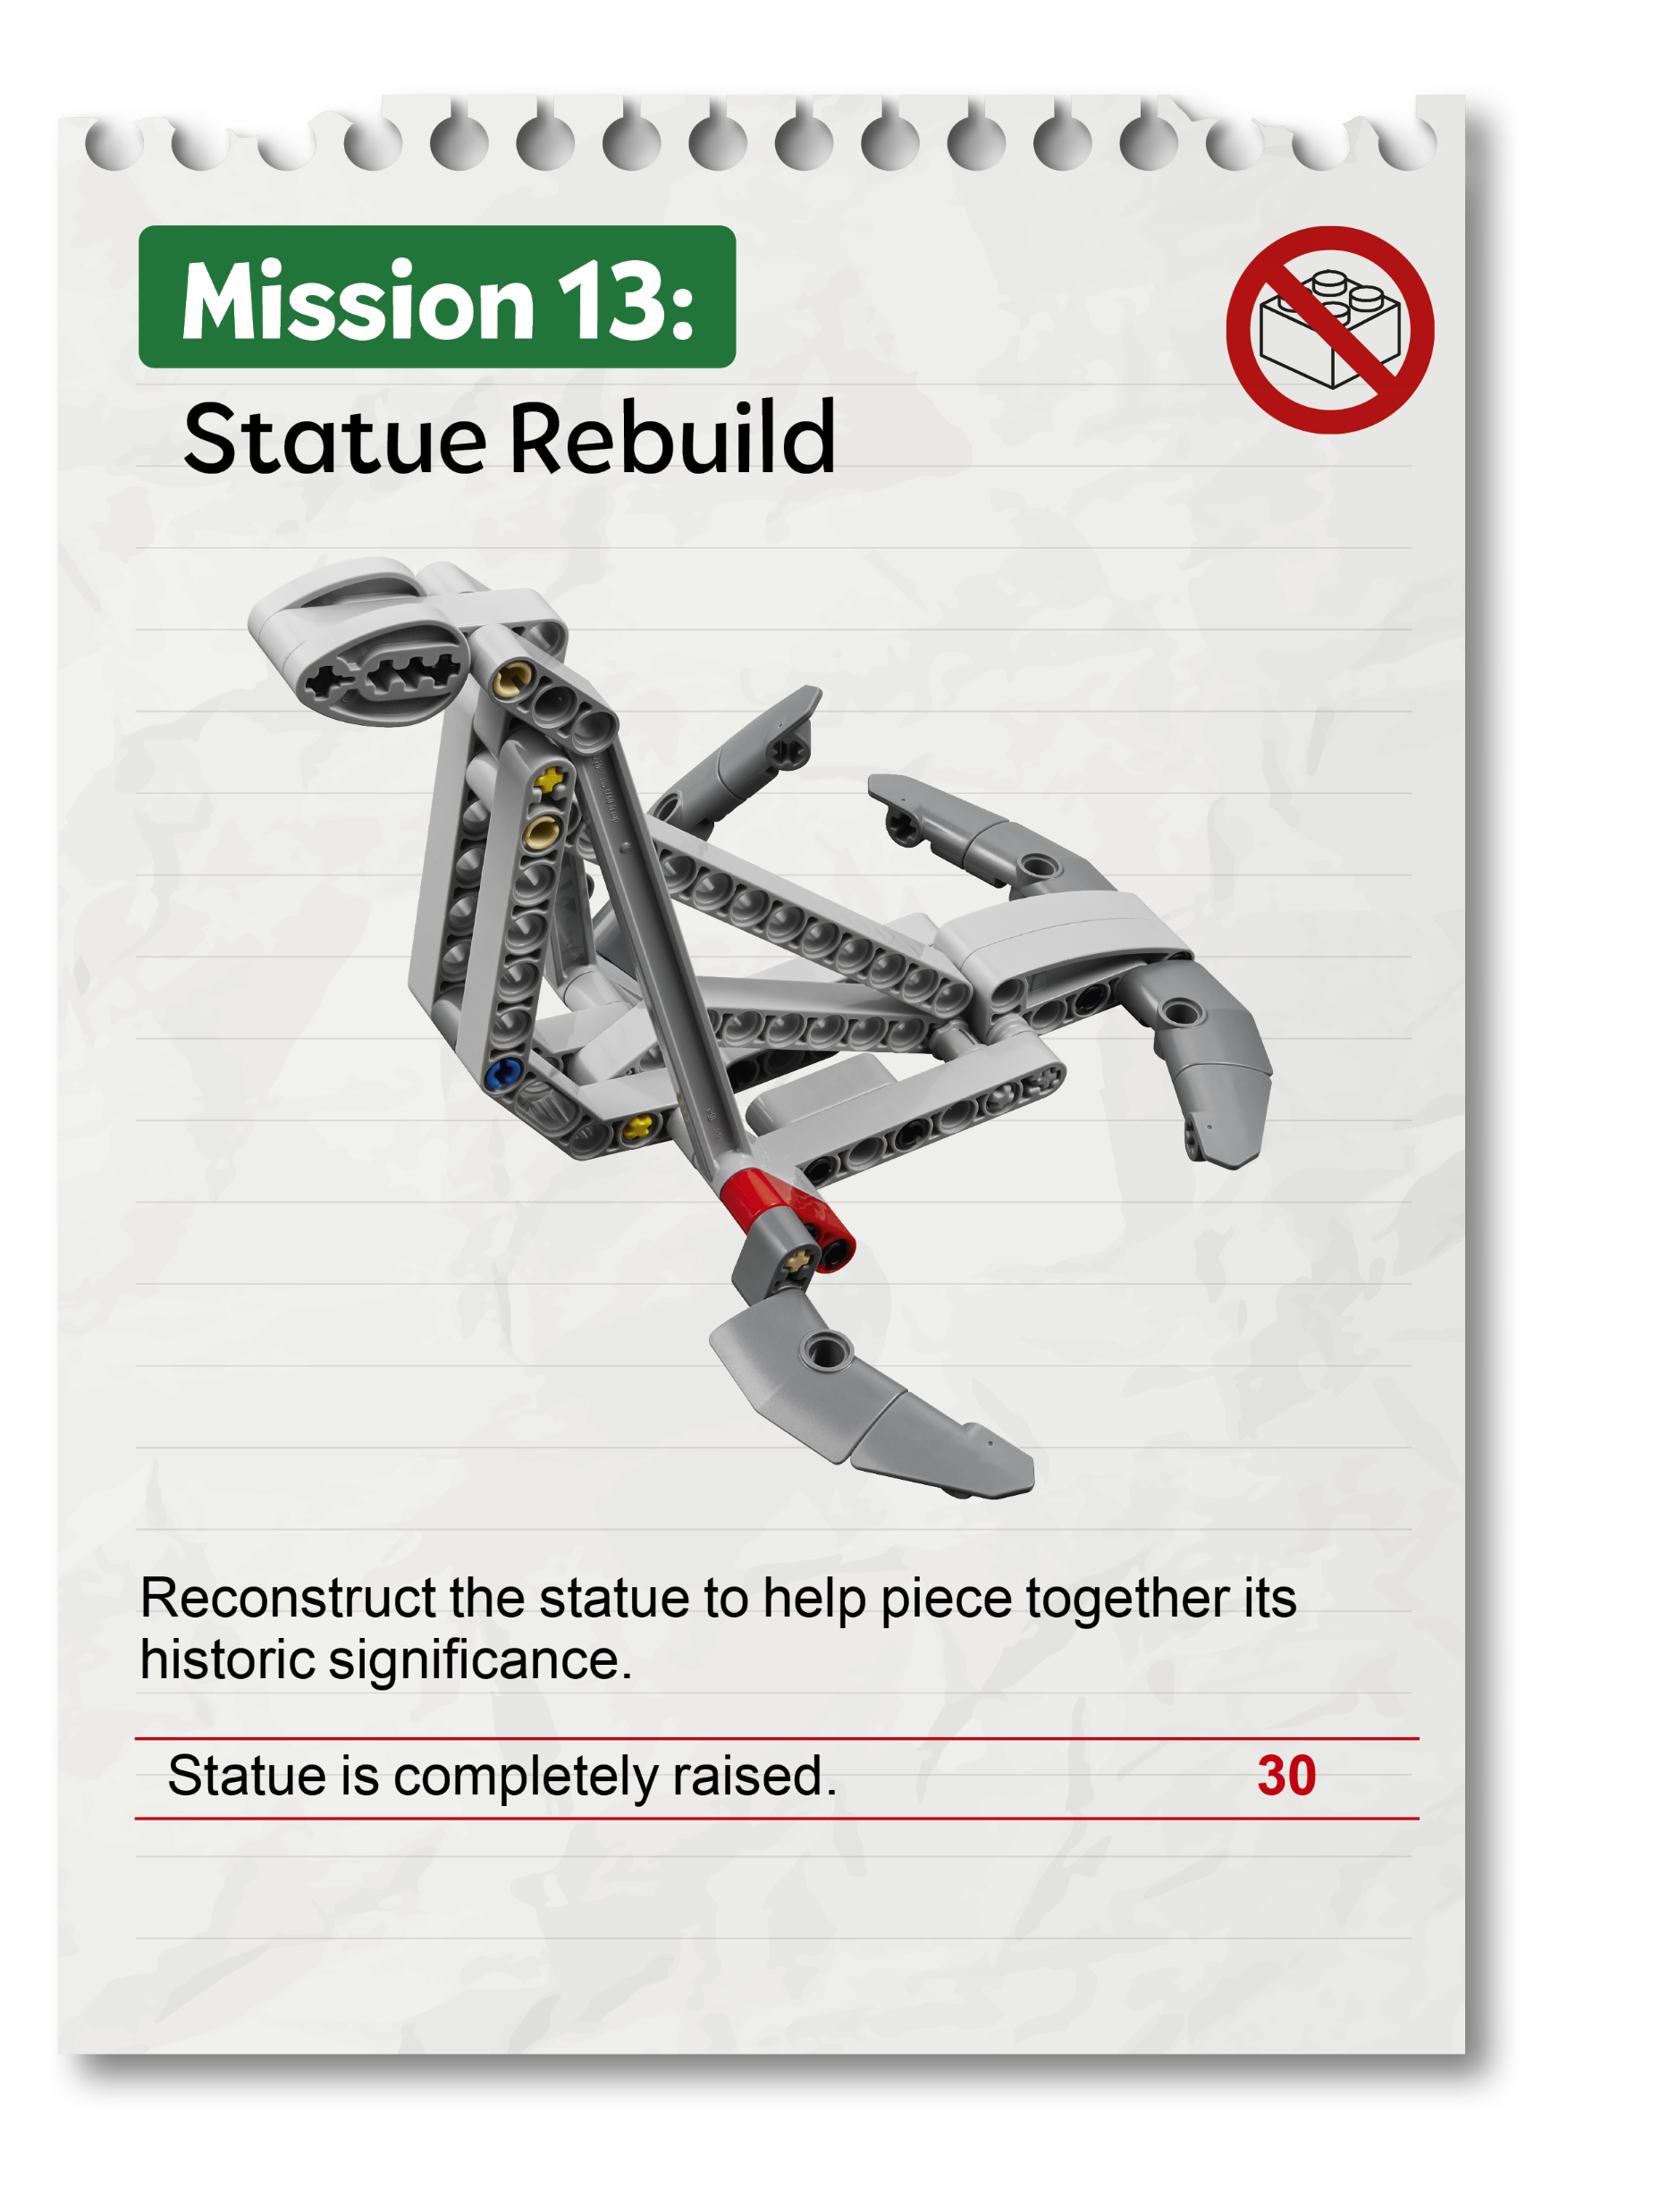 Mission 13:
Statue Rebuild
Reconstruct the statue to help piece together its
historic significance.
Statue is completely raised. 30